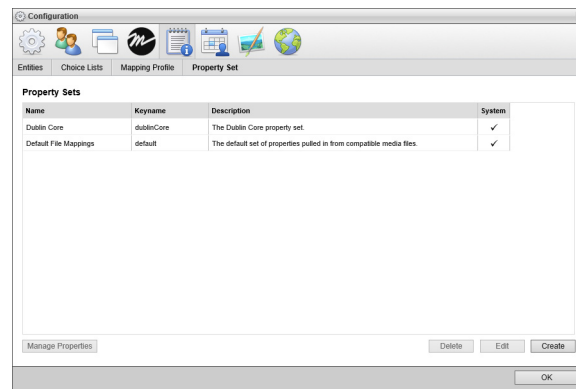 Configuration
Entities Choice Lists Mapping Profile Property Set
Property Sets
Name Keyname Description System
Dublin Core dublinCore The Dublin Core property set. ✓
Default File Mappings default The default set of properties pulled in from compatible media files. ✓
Manage Properties Delete Edit Create
OK